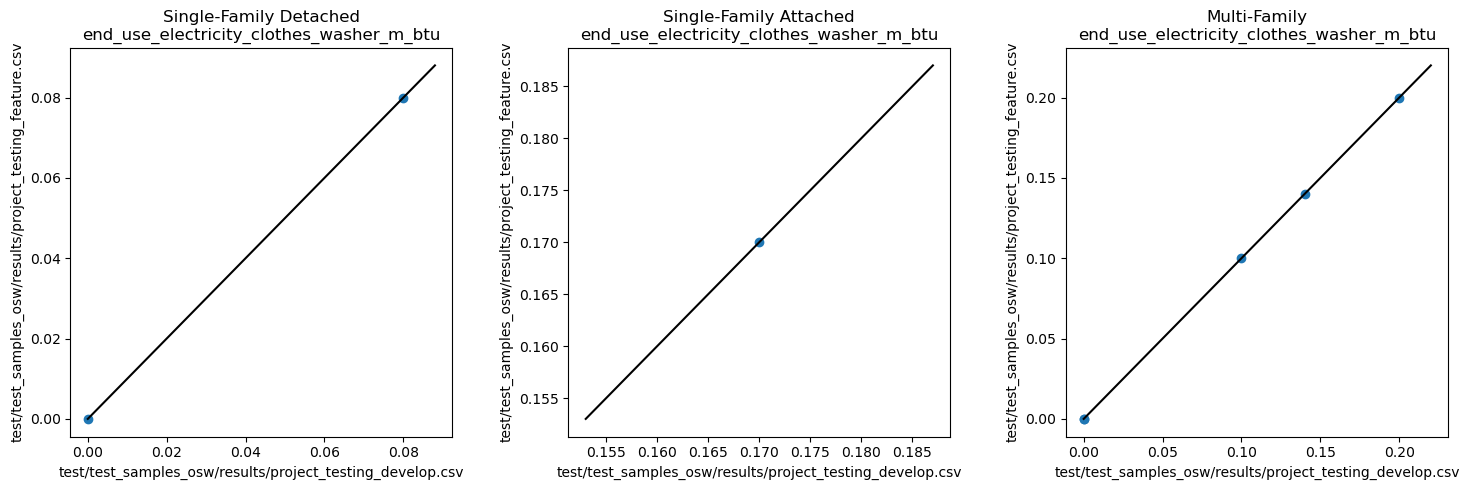 Single-Family Detached
end_use_electricity_clothes_washer_m_btu
test/test_samples_osw/results/project_testing_feature.csv
0.08
0.06
0.04
0.02
0.00
0.00 0.02 0.04 0.06 0.08
test/test_samples_osw/results/project_testing_develop.csv
Single-Family Attached
end_use_electricity_clothes_washer_m_btu
test/test_samples_osw/results/project_testing_feature.csv
0.185
0.180
0.175
0.170
0.165
0.160
0.155
0.155 0.160 0.165 0.170 0.175 0.180 0.185
test/test_samples_osw/results/project_testing_develop.csv
Multi-Family
end_use_electricity_clothes_washer_m_btu
test/test_samples_osw/results/project_testing_feature.csv
0.20
0.15
0.10
0.05
0.00
0.00 0.05 0.10 0.15 0.20
test/test_samples_osw/results/project_testing_develop.csv